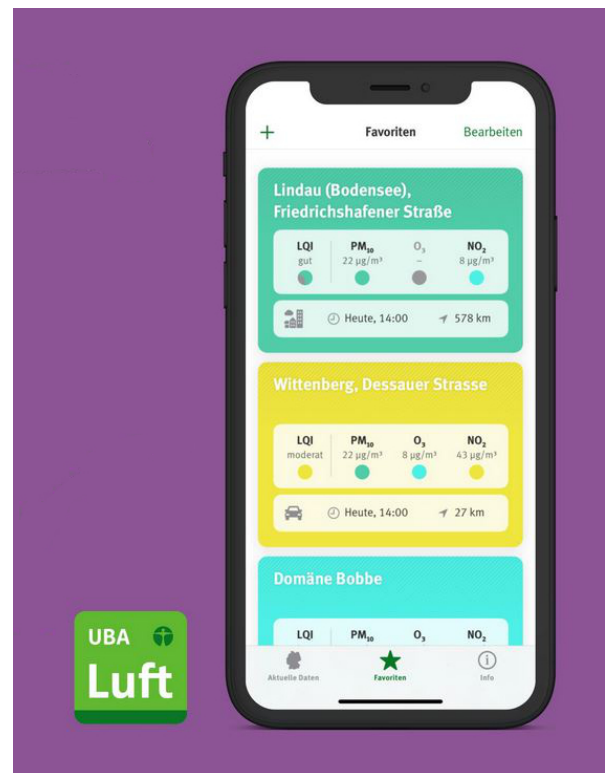 +
Favoriten
Bearbeiten
Lindau (Bodensee),
Friedrichshafener Straße
LQI PM₁₀ O₃ NO₂
gut 22 µg/m³ – 8 µg/m³
Heute, 14:00 578 km
Wittenberg, Dessauer Strasse
LQI PM₁₀ O₃ NO₂
moderat 22 µg/m³ 8 µg/m³ 43 µg/m³
Heute, 14:00 27 km
Domäne Bobbe
LQI PM₁₀ O₃ NO₂
Aktuelle Daten Favoriten Info
UBA
Luft